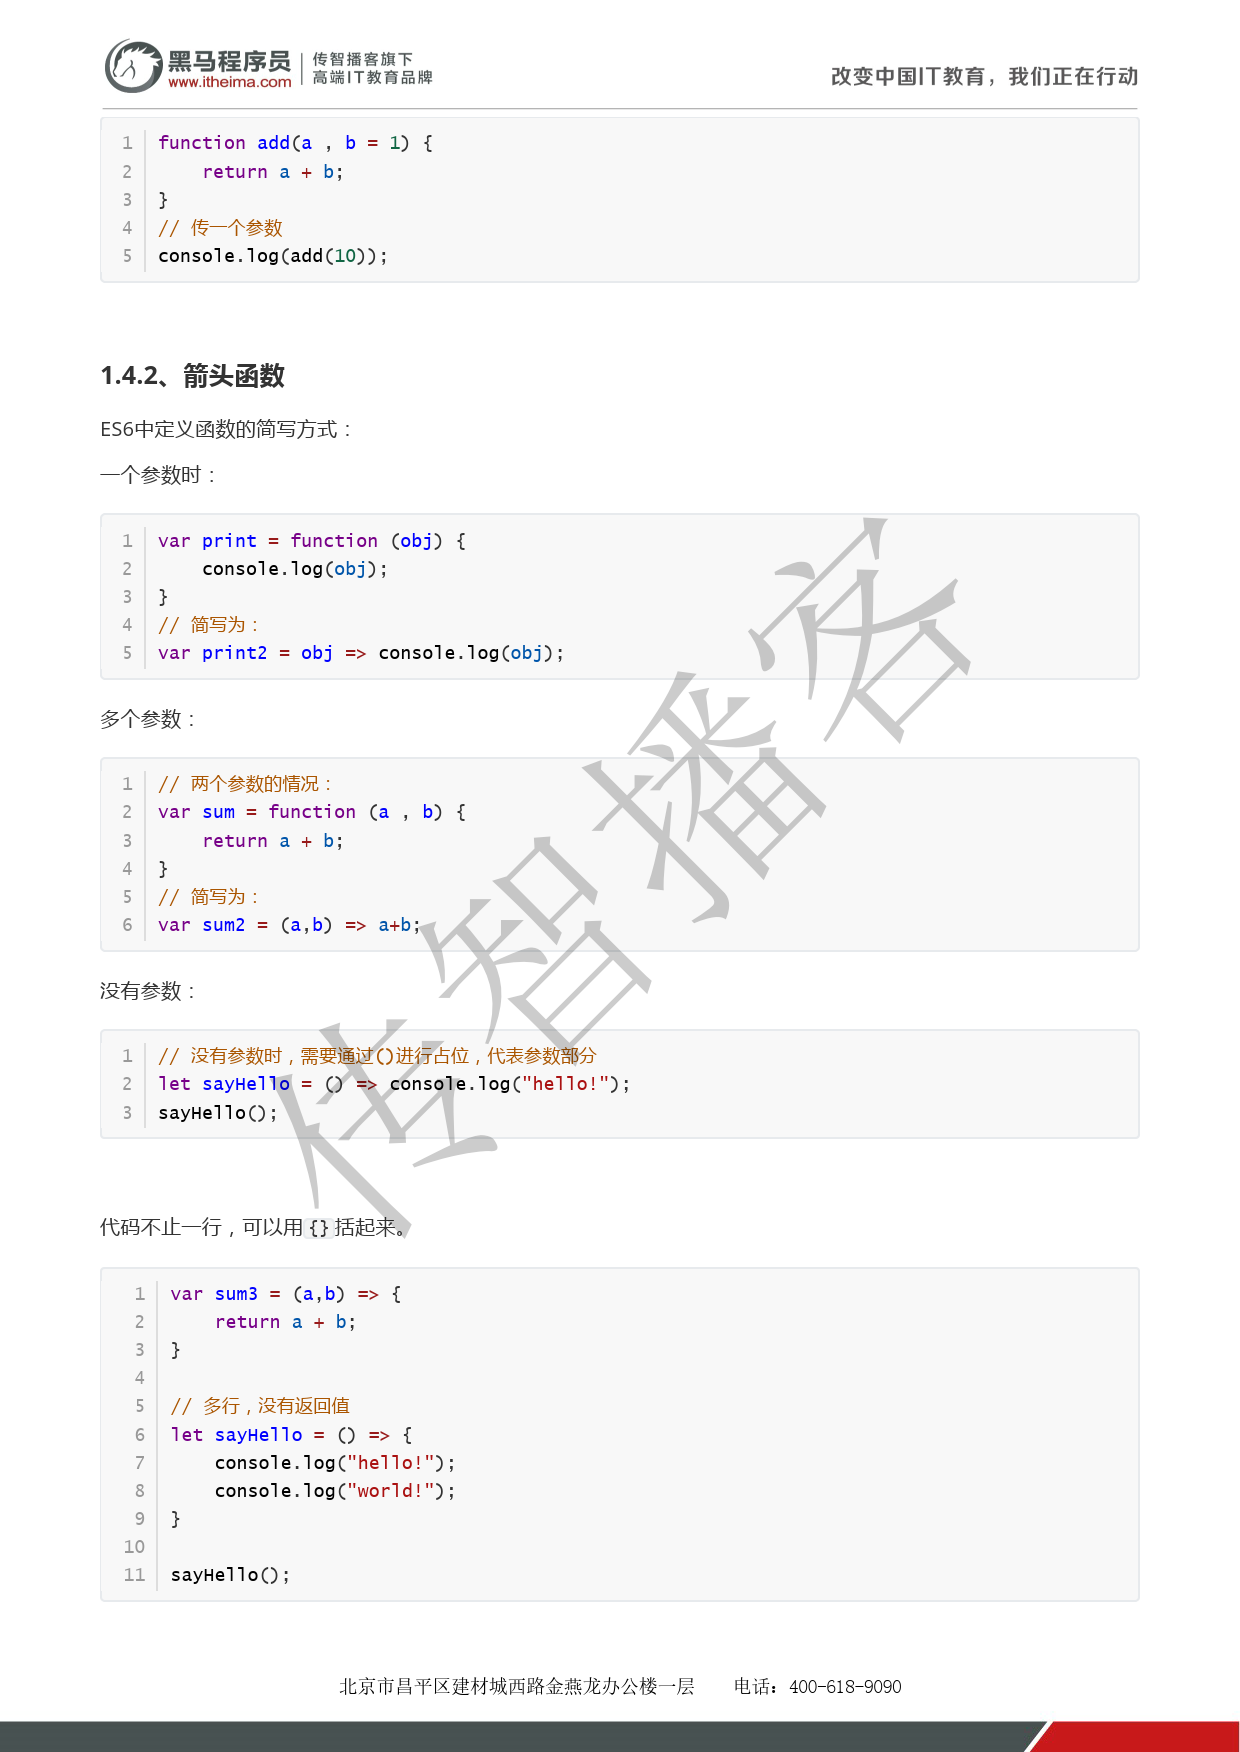 黑马程序员
www.itheima.com
传智播客旗下
高端IT教育品牌
改变中国IT教育，我们正在行动
1 function add(a , b = 1) {
2     return a + b;
3 }
4 // 传一个参数
5 console.log(add(10));
1.4.2、箭头函数
ES6中定义函数的简写方式：
一个参数时：
1 var print = function (obj) {
2     console.log(obj);
3 }
4 // 简写为：
5 var print2 = obj => console.log(obj);
多个参数：
1 // 两个参数的情况：
2 var sum = function (a , b) {
3     return a + b;
4 }
5 // 简写为：
6 var sum2 = (a,b) => a+b;
没有参数：
1 // 没有参数时，需要通过()进行占位，代表参数部分
2 let sayHello = () => console.log("hello!");
3 sayHello();
代码不止一行，可以用{}括起来。
1 var sum3 = (a,b) => {
2     return a + b;
3 }
4
5 // 多行，没有返回值
6 let sayHello = () => {
7     console.log("hello!");
8     console.log("world!");
9 }
10
11 sayHello();
传智播客
北京市昌平区建材城西路金燕龙办公楼一层 电话：400-618-9090